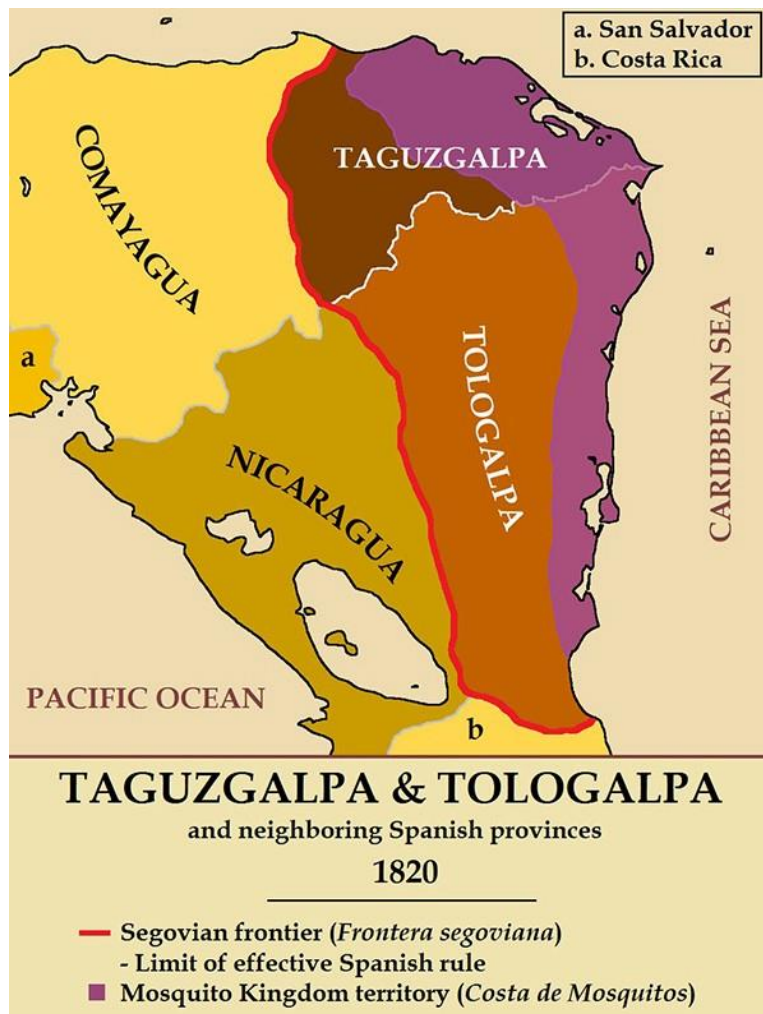 a. San Salvador
b. Costa Rica
COMAYAGUA
TAGUZGALPA
a
TOLOGALPA
NICARAGUA
CARIBBEAN SEA
PACIFIC OCEAN
b
TAGUZGALPA & TOLOGALPA
and neighboring Spanish provinces
1820
Segovian frontier (Frontera segoviana)
- Limit of effective Spanish rule
Mosquito Kingdom territory (Costa de Mosquitos)